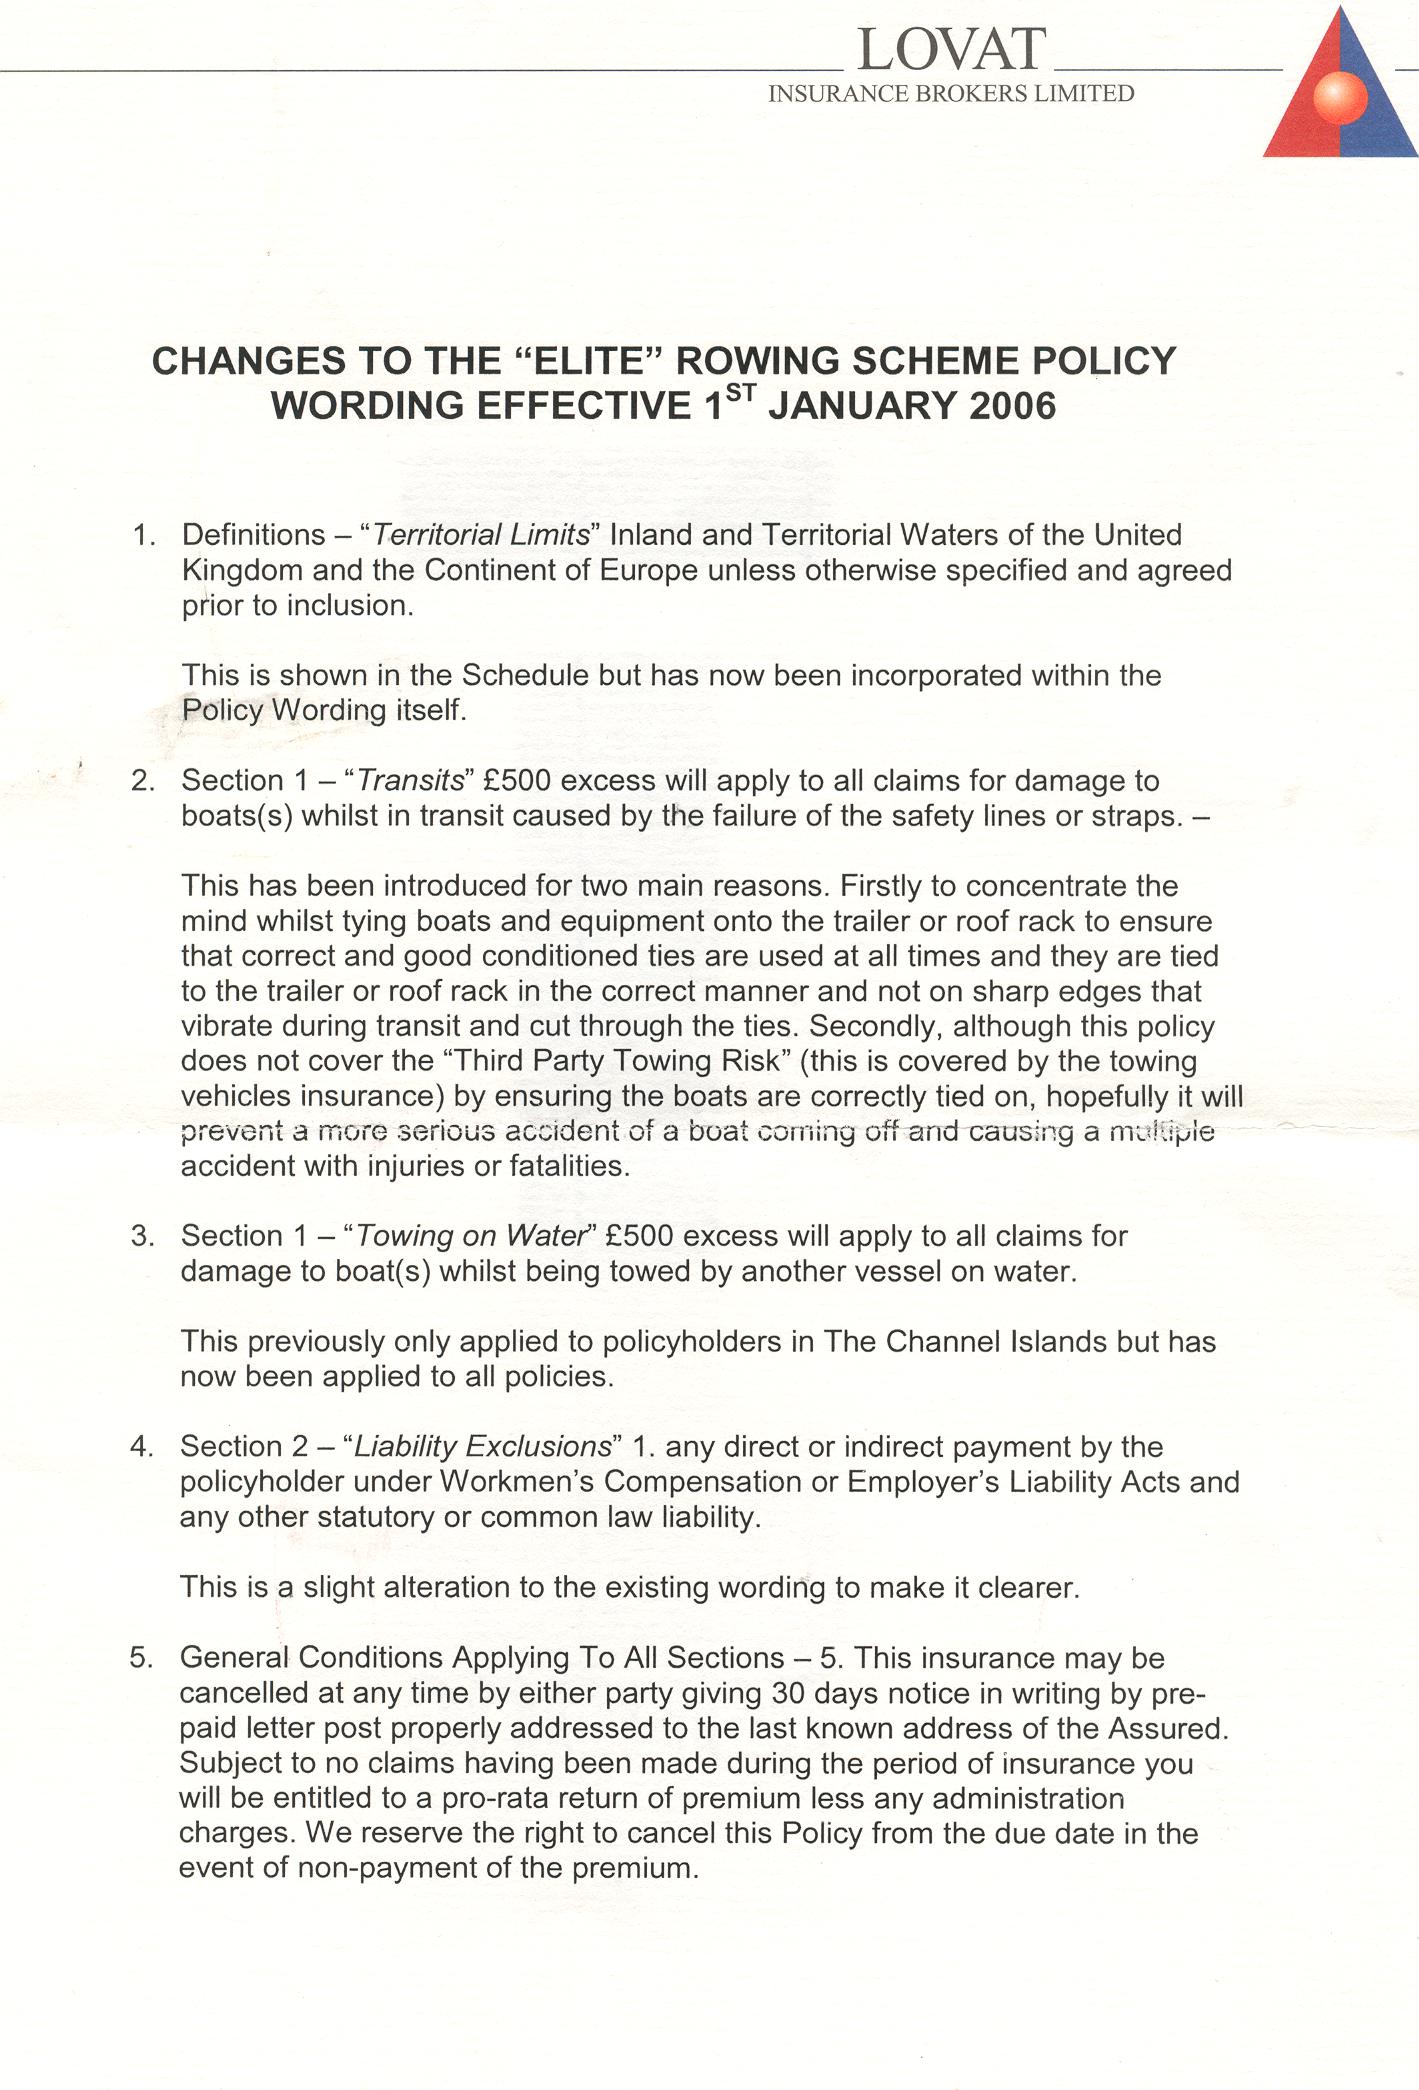 LOVAT
INSURANCE BROKERS LIMITED
CHANGES TO THE “ELITE” ROWING SCHEME POLICY
WORDING EFFECTIVE 1ST JANUARY 2006
1. Definitions – “Territorial Limits” Inland and Territorial Waters of the United
Kingdom and the Continent of Europe unless otherwise specified and agreed
prior to inclusion.
This is shown in the Schedule but has now been incorporated within the
Policy Wording itself.
2. Section 1 – “Transits” £500 excess will apply to all claims for damage to
boats(s) whilst in transit caused by the failure of the safety lines or straps. –
This has been introduced for two main reasons. Firstly to concentrate the
mind whilst tying boats and equipment onto the trailer or roof rack to ensure
that correct and good conditioned ties are used at all times and they are tied
to the trailer or roof rack in the correct manner and not on sharp edges that
vibrate during transit and cut through the ties. Secondly, although this policy
does not cover the “Third Party Towing Risk” (this is covered by the towing
vehicles insurance) by ensuring the boats are correctly tied on, hopefully it will
prevent a more serious accident of a boat coming off and causing a multiple
accident with injuries or fatalities.
3. Section 1 – “Towing on Water” £500 excess will apply to all claims for
damage to boat(s) whilst being towed by another vessel on water.
This previously only applied to policyholders in The Channel Islands but has
now been applied to all policies.
4. Section 2 – “Liability Exclusions” 1. any direct or indirect payment by the
policyholder under Workmen’s Compensation or Employer’s Liability Acts and
any other statutory or common law liability.
This is a slight alteration to the existing wording to make it clearer.
5. General Conditions Applying To All Sections – 5. This insurance may be
cancelled at any time by either party giving 30 days notice in writing by pre-
paid letter post properly addressed to the last known address of the Assured.
Subject to no claims having been made during the period of insurance you
will be entitled to a pro-rata return of premium less any administration
charges. We reserve the right to cancel this Policy from the due date in the
event of non-payment of the premium.